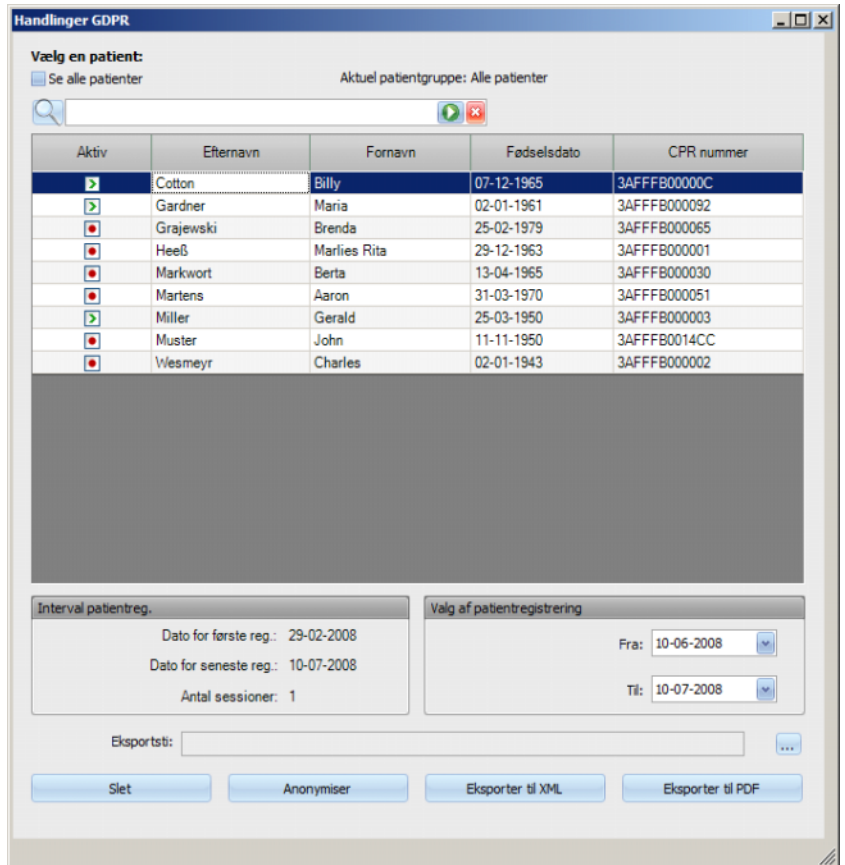 Handlinger GDPR
Vælg en patient:
Se alle patienter Aktuel patientgruppe: Alle patienter
Aktiv Efternavn Fornavn Fødselsdato CPR nummer
Cotton Billy 07-12-1965 3AFFFB00000C
Gardner Maria 02-01-1961 3AFFFB000092
Grajewski Brenda 25-02-1979 3AFFFB000065
Heeß Marlies Rita 29-12-1963 3AFFFB000001
Markwort Berta 13-04-1965 3AFFFB000030
Martens Aaron 31-03-1970 3AFFFB000051
Miller Gerald 25-03-1950 3AFFFB000003
Muster John 11-11-1950 3AFFFB0014CC
Wesmeyr Charles 02-01-1943 3AFFFB000002
Interval patientreg. Valg af patientregistrering
Dato for første reg.: 29-02-2008
Fra: 10-06-2008
Dato for seneste reg.: 10-07-2008
Til: 10-07-2008
Antal sessioner: 1
Eksportsti: ...
Slet Anonymiser Eksporter til XML Eksporter til PDF